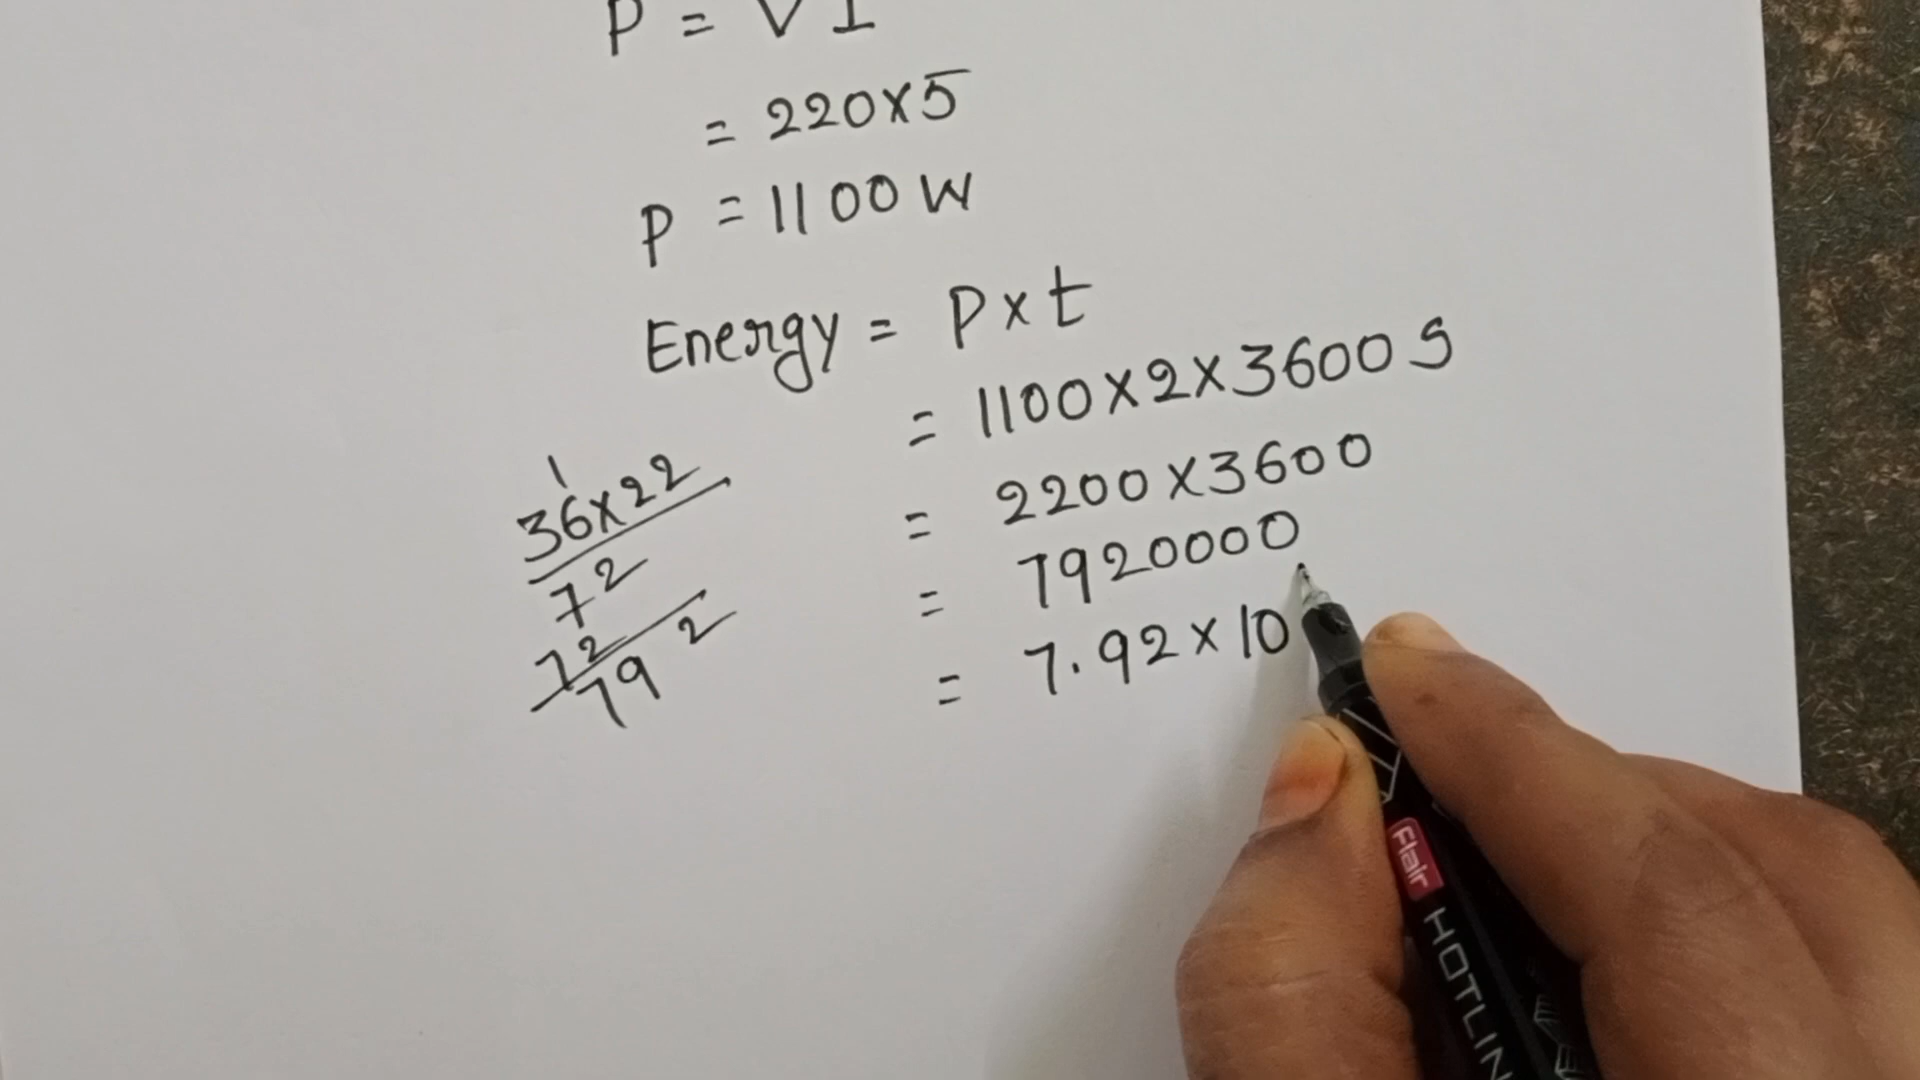 P = VI
= 220×5
P = 1100 W
Energy = P×t
= 1100×2×3600 S
= 2200×3600
= 7920000
= 7.92×10
1
36×22
72
72
792
Flair
HOTLIN